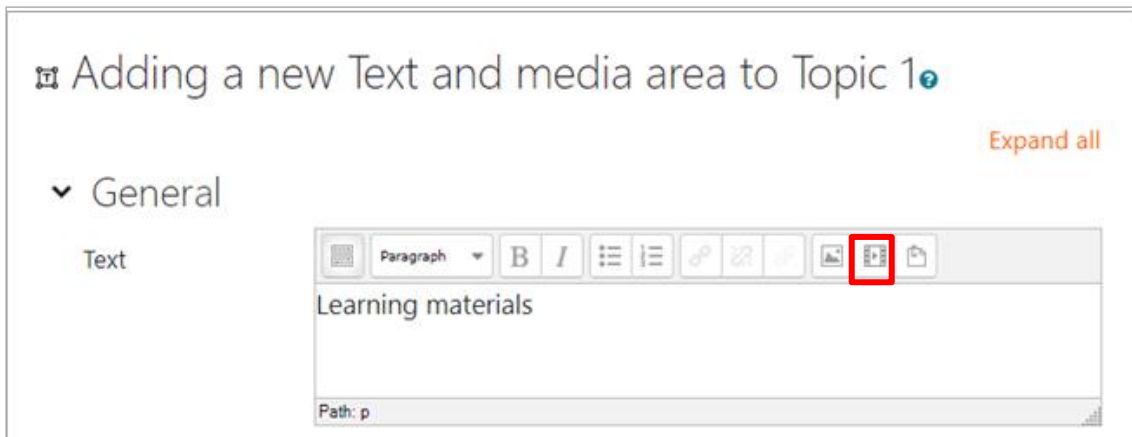 Adding a new Text and media area to Topic 1
Expand all
General
Text
Paragraph B I
Learning materials
Path: p